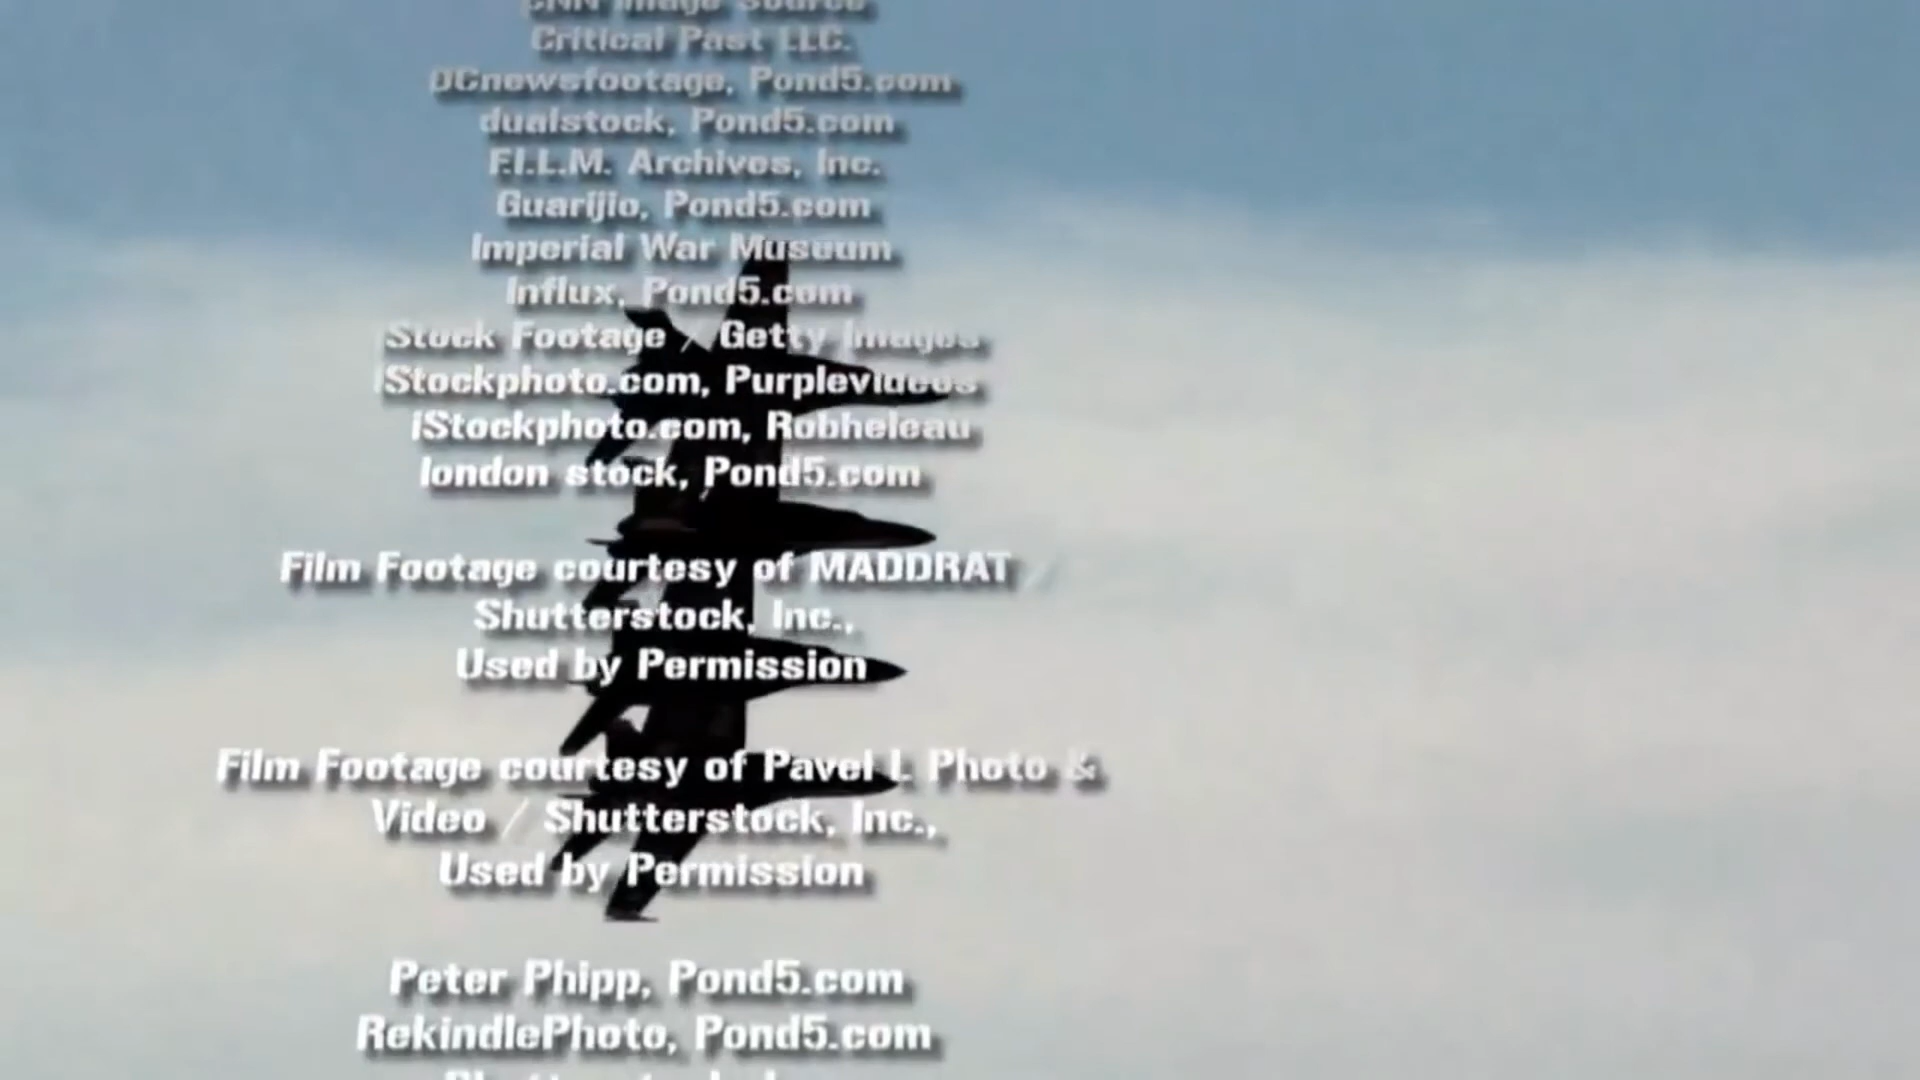 CNN Image Source
Critical Past LLC.
DCnewsfootage, Pond5.com
dualstock, Pond5.com
F.I.L.M. Archives, Inc.
Guarijio, Pond5.com
Imperial War Museum
Influx, Pond5.com
Stock Footage / Getty Images
iStockphoto.com, Purplevideos
iStockphoto.com, Robheleau
london stock, Pond5.com
Film Footage courtesy of MADDRAT /
Shutterstock, Inc.,
Used by Permission
Film Footage courtesy of Pavel L Photo &
Video / Shutterstock, Inc.,
Used by Permission
Peter Phipp, Pond5.com
RekindlePhoto, Pond5.com